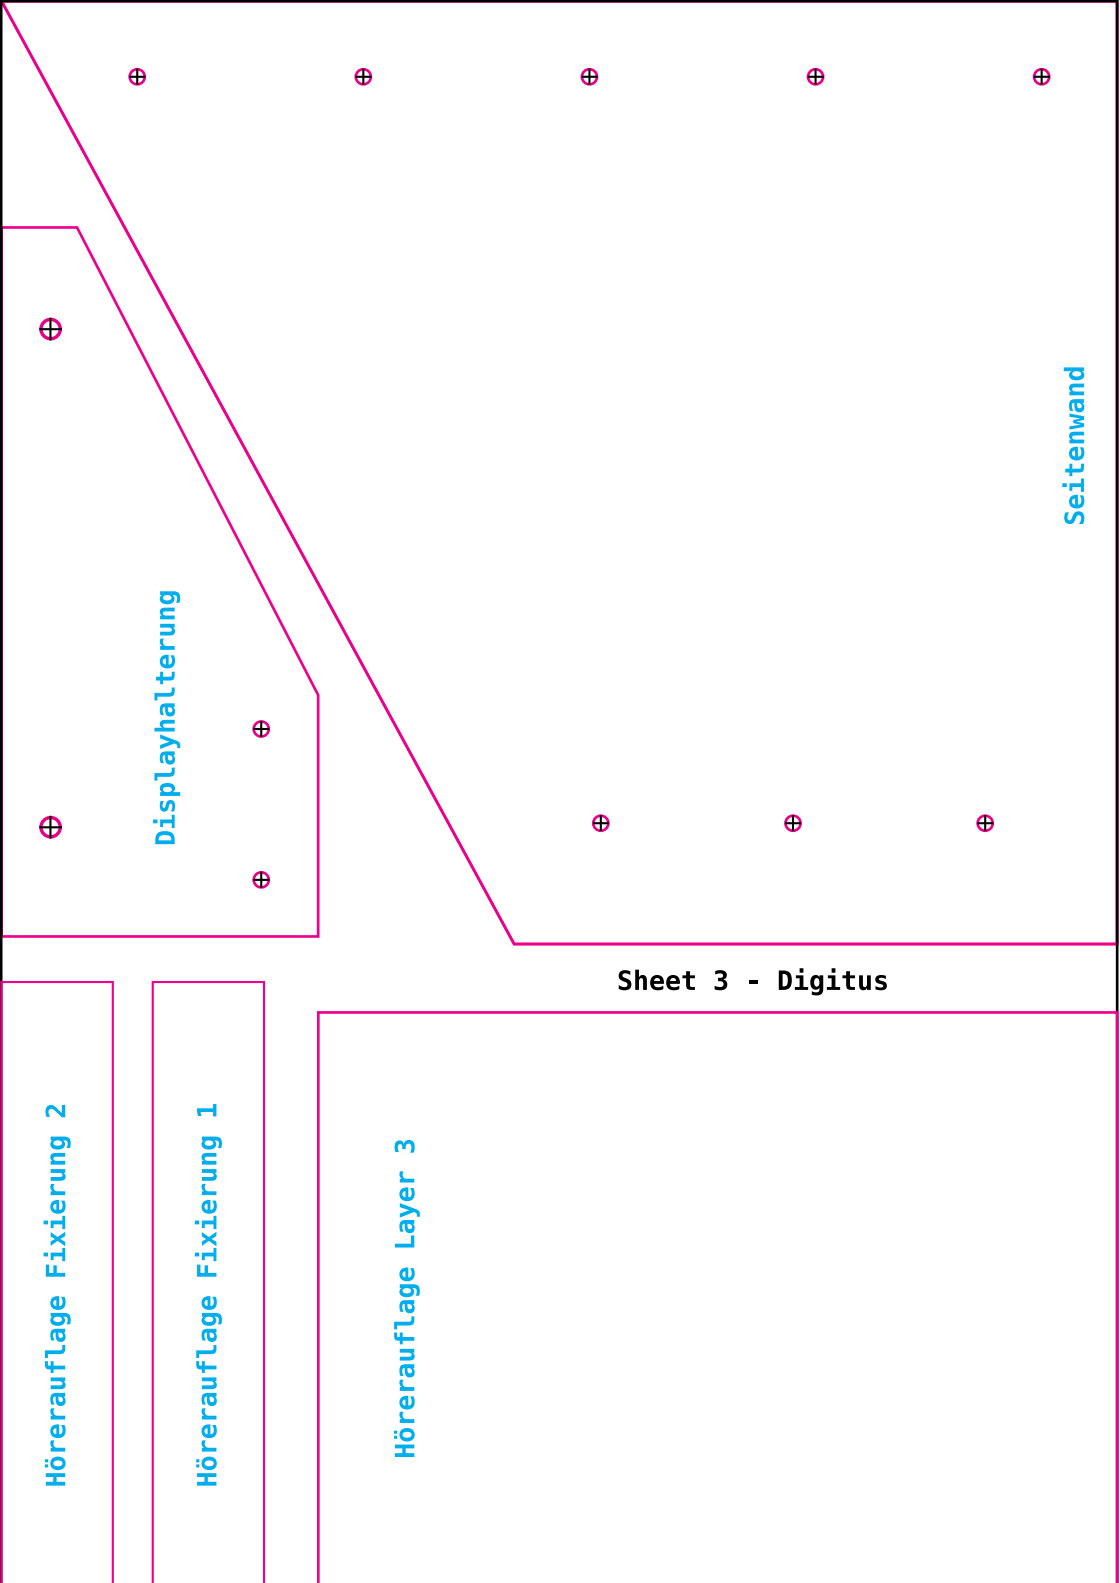 Seitenwand
Displayhalterung
Sheet 3 - Digitus
Hörerauflage Fixierung 2
Hörerauflage Fixierung 1
Hörerauflage Layer 3